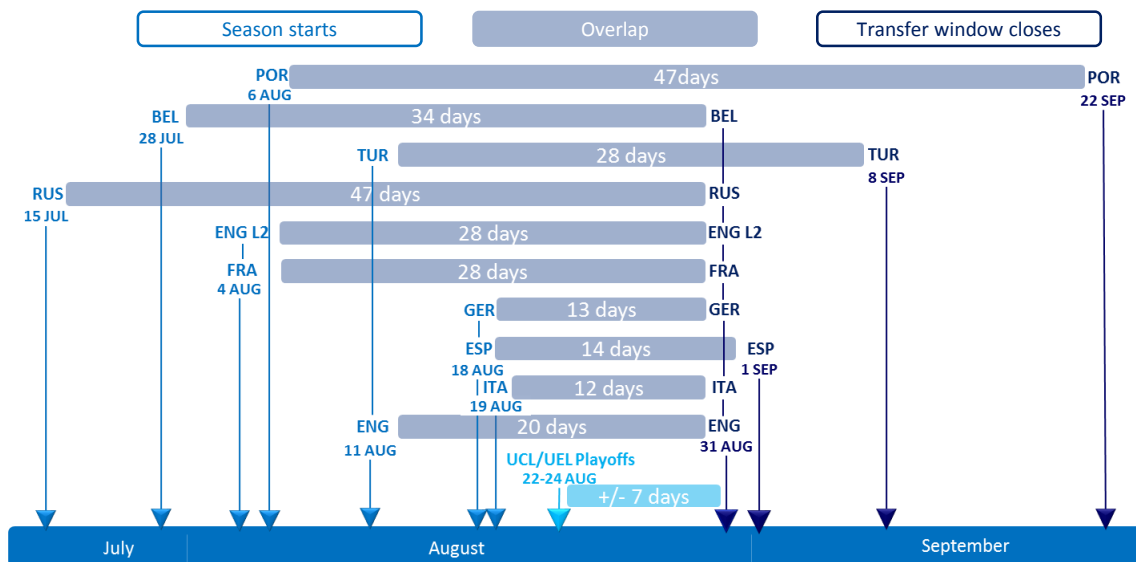 Season starts
Overlap
Transfer window closes
POR
6 AUG
47days
POR
22 SEP
BEL
28 JUL
34 days
BEL
TUR
28 days
TUR
8 SEP
RUS
15 JUL
47 days
RUS
ENG L2
28 days
ENG L2
FRA
4 AUG
28 days
FRA
GER
13 days
GER
ESP
18 AUG
14 days
ESP
1 SEP
ITA
19 AUG
12 days
ITA
ENG
11 AUG
20 days
ENG
31 AUG
UCL/UEL Playoffs
22-24 AUG
+/- 7 days
July
August
September